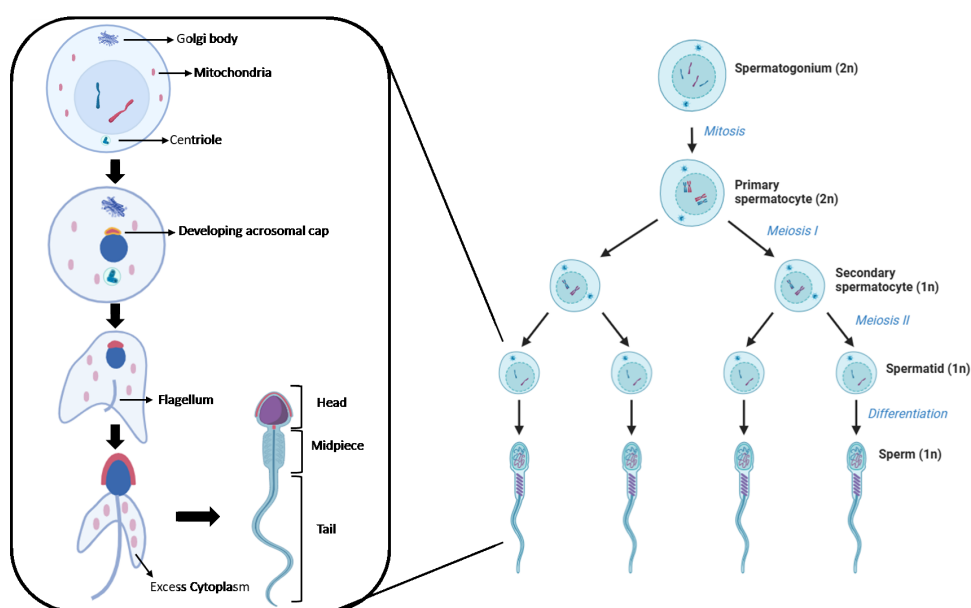 Golgi body
Mitochondria
Centriole
Developing acrosomal cap
Flagellum
Excess Cytoplasm
Head
Midpiece
Tail
Spermatogonium (2n)
Mitosis
Primary
spermatocyte (2n)
Meiosis I
Secondary
spermatocyte (1n)
Meiosis II
Spermatid (1n)
Differentiation
Sperm (1n)